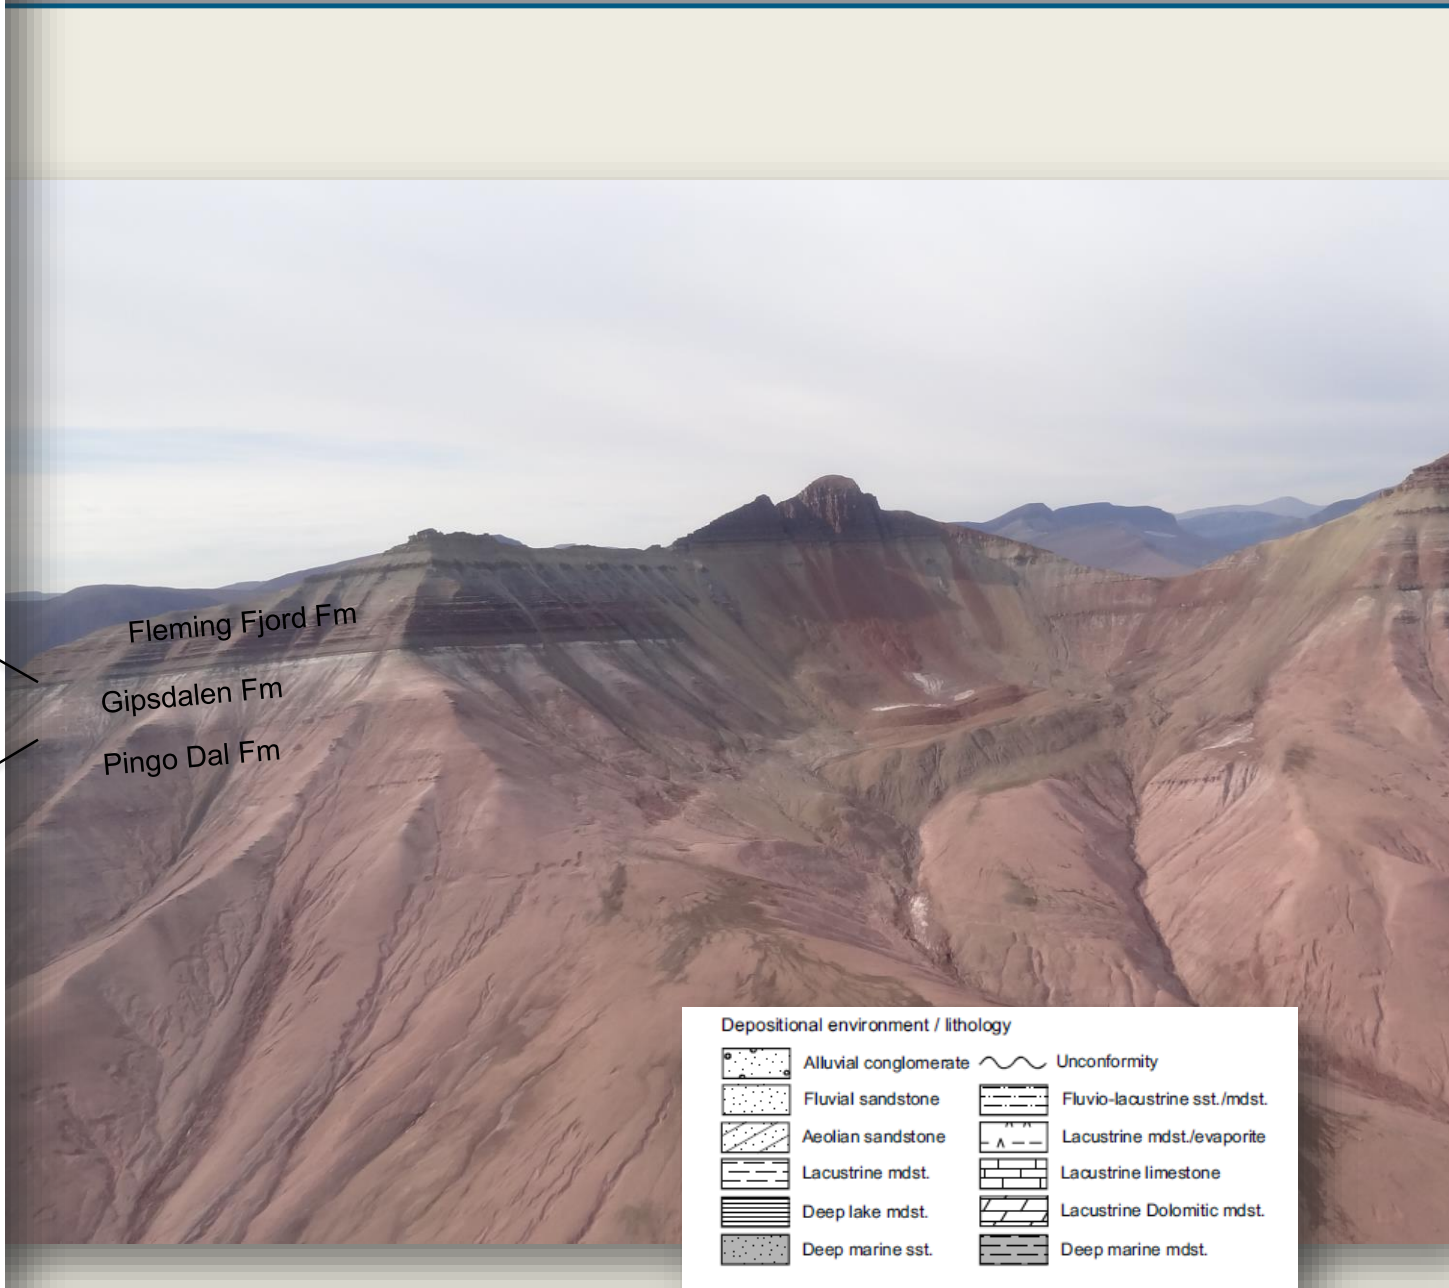 Fleming Fjord Fm
Gipsdalen Fm
Pingo Dal Fm
Depositional environment / lithology
Alluvial conglomerate
Unconformity
Fluvial sandstone
Fluvio-lacustrine sst./mdst.
Aeolian sandstone
Lacustrine mdst./evaporite
Lacustrine mdst.
Lacustrine limestone
Deep lake mdst.
Lacustrine Dolomitic mdst.
Deep marine sst.
Deep marine mdst.